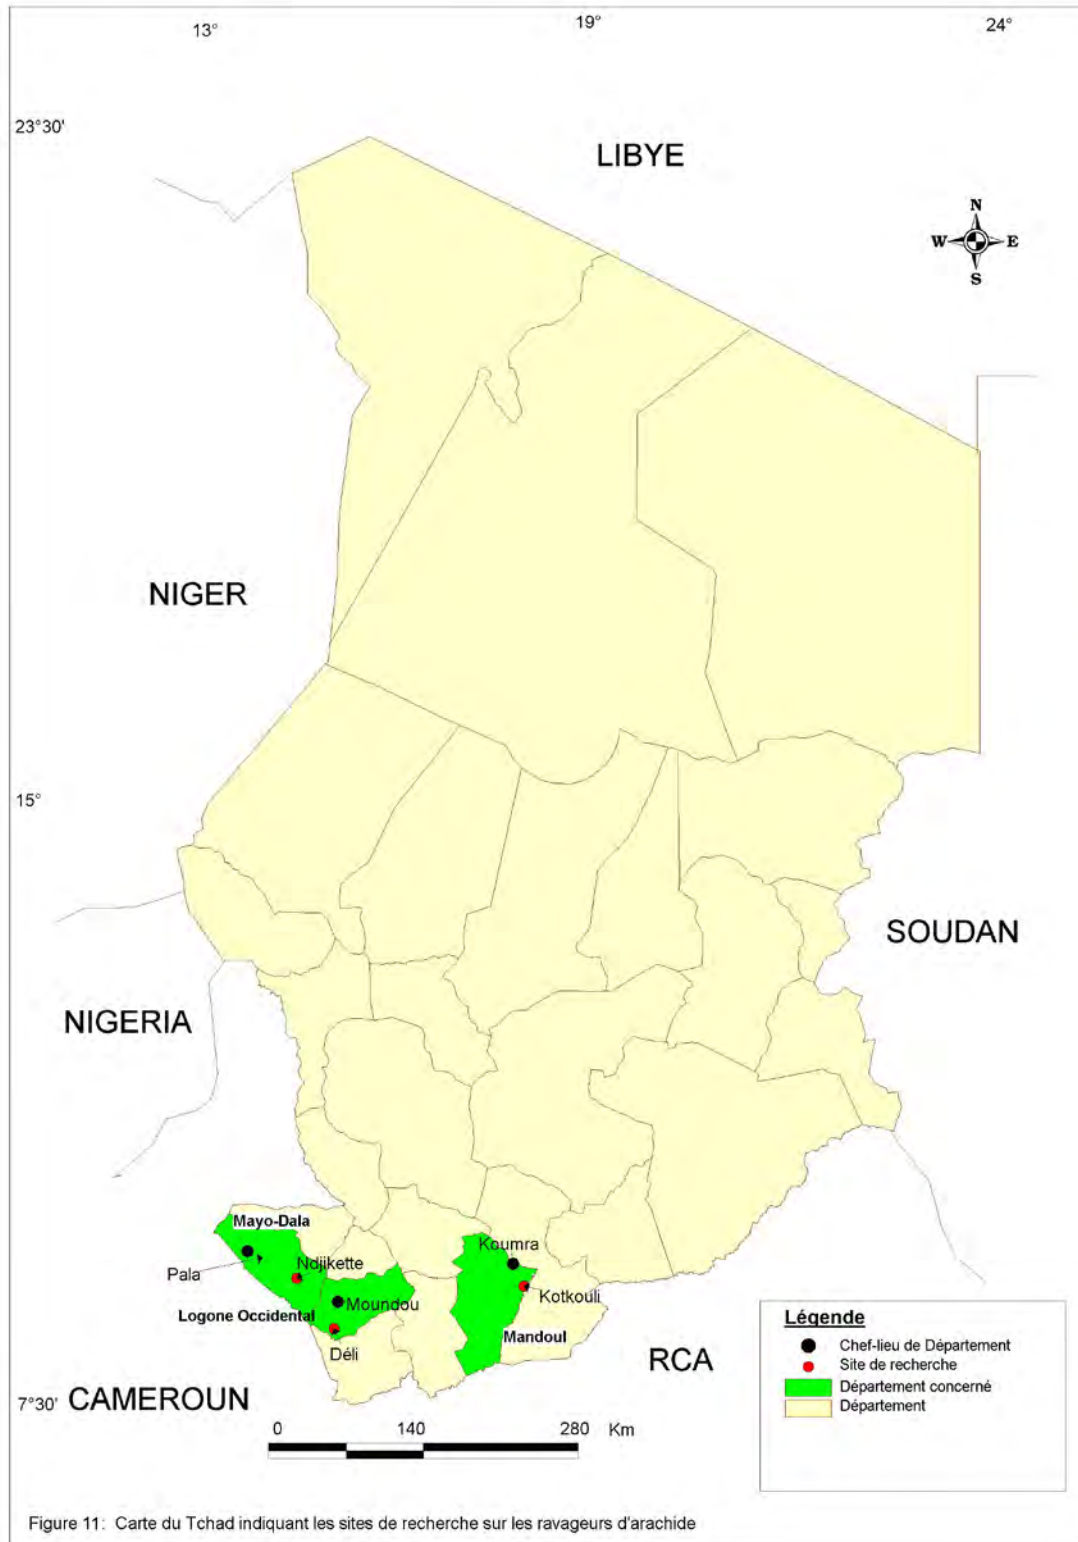 13°
19°
24°
23°30'
LIBYE
N
W E
S
NIGER
15°
SOUDAN
NIGERIA
Mayo-Dala
Koumra
Ndjikette
Pala
Kotkouli
Moundou
Logone Occidental
Mandoul
Déli
RCA
CAMEROUN
7°30'
0 140 280 Km
Légende
Chef-lieu de Département
Site de recherche
Département concerné
Département
Figure 11: Carte du Tchad indiquant les sites de recherche sur les ravageurs d'arachide